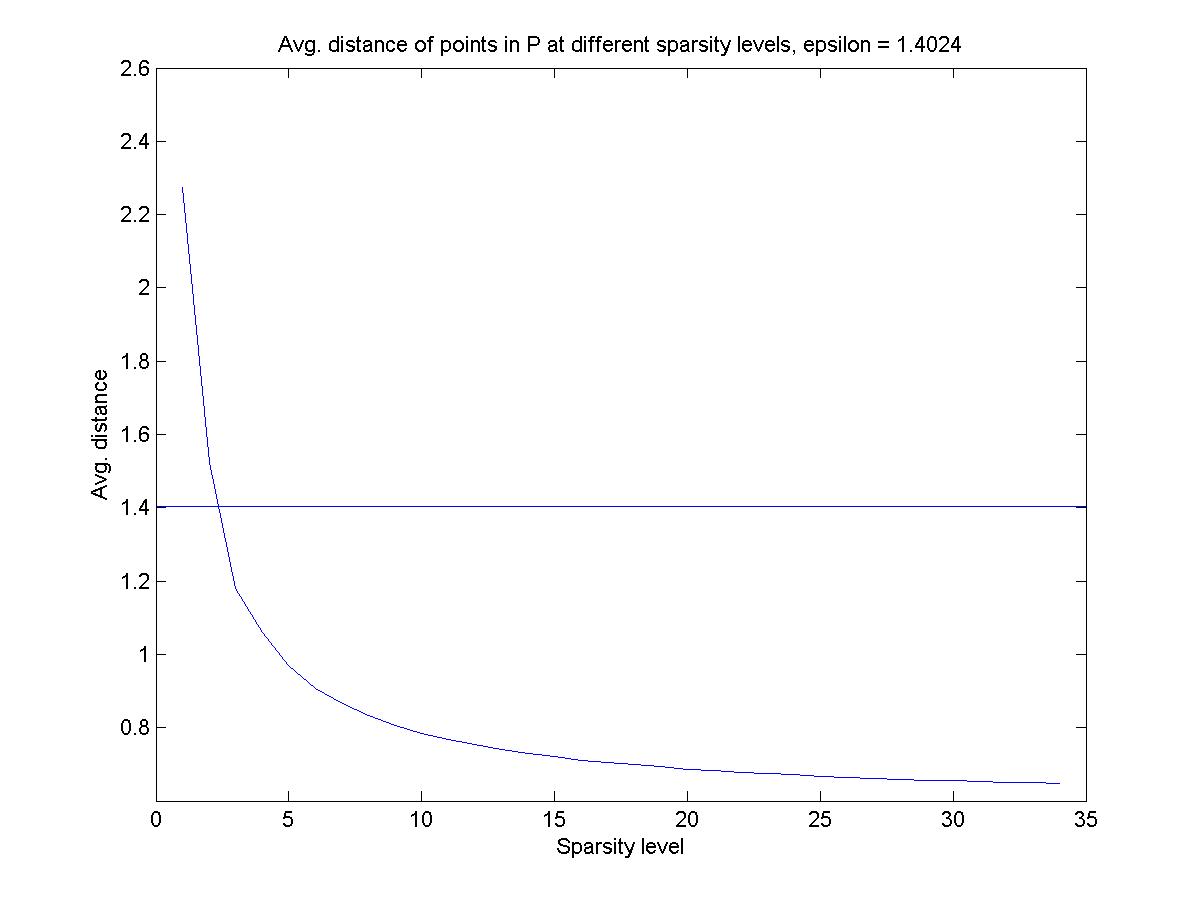 Avg. distance of points in P at different sparsity levels, epsilon = 1.4024
2.6
2.4
2.2
2
1.8
1.6
1.4
1.2
1
0.8
Avg. distance
0 5 10 15 20 25 30 35
Sparsity level